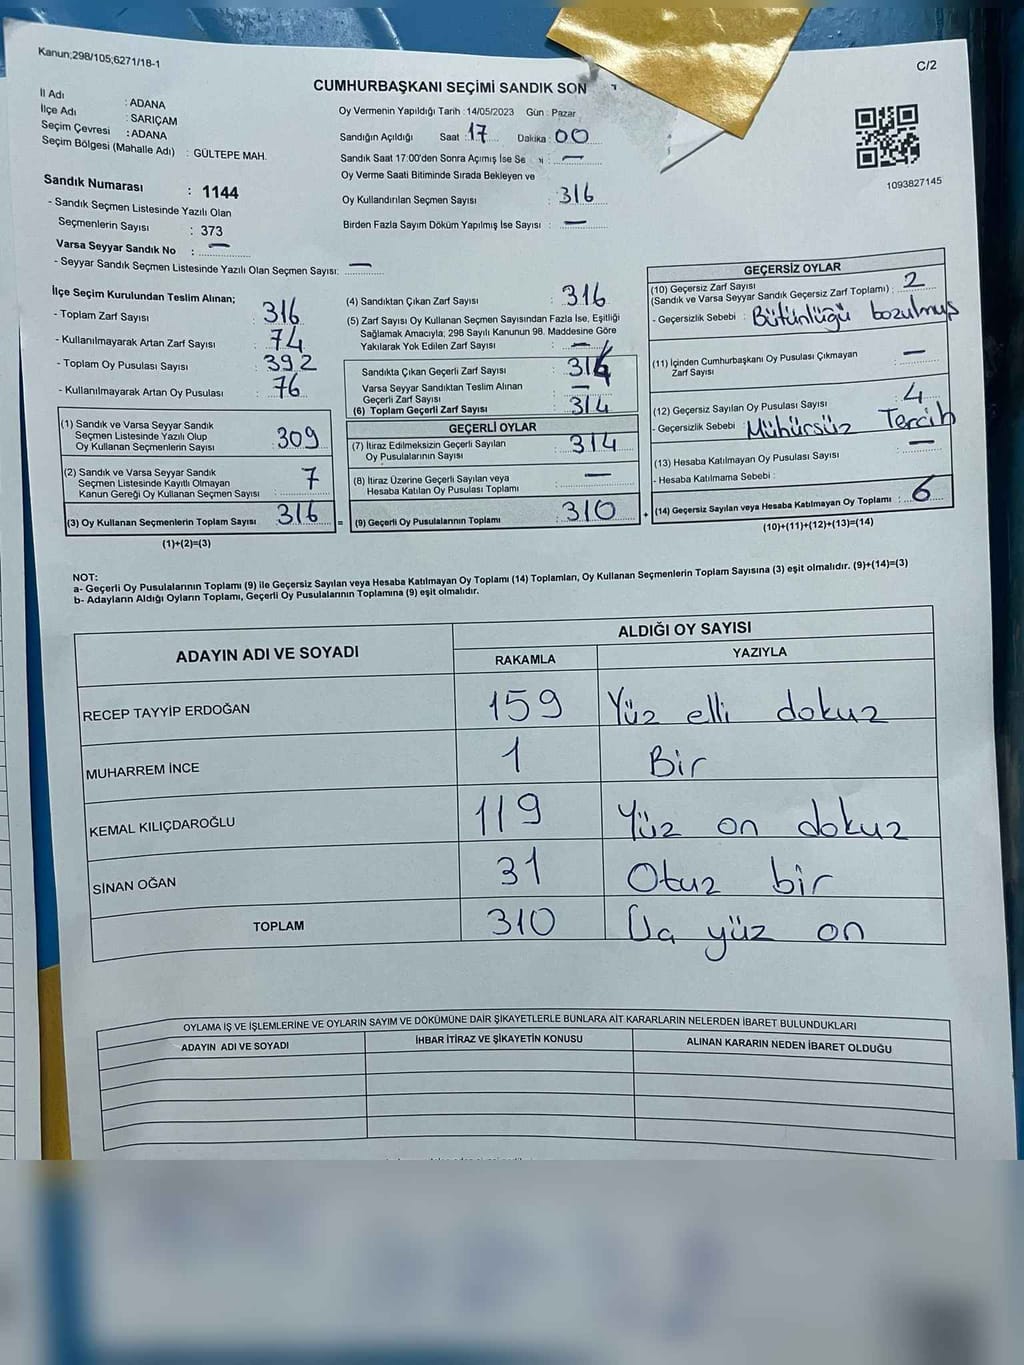 Kanun;298/105;6271/18-1
C/2
CUMHURBAŞKANI SEÇİMİ SANDIK SON
İl Adı : ADANA
İlçe Adı : SARIÇAM
Seçim Çevresi : ADANA
Seçim Bölgesi (Mahalle Adı) : GÜLTEPE MAH.
Oy Vermenin Yapıldığı Tarih : 14/05/2023 Gün : Pazar
Sandığın Açıldığı Saat : 17 Dakika : 00
Sandık Saat 17:00'den Sonra Açımış İse Se : —
Oy Verme Saati Bitiminde Sırada Bekleyen ve
Oy Kullandırılan Seçmen Sayısı : 316
Birden Fazla Sayım Döküm Yapılmış İse Sayısı : —
1093827145
Sandık Numarası : 1144
- Sandık Seçmen Listesinde Yazılı Olan
Seçmenlerin Sayısı : 373
Varsa Seyyar Sandık No : —
- Seyyar Sandık Seçmen Listesinde Yazılı Olan Seçmen Sayısı: —
İlçe Seçim Kurulundan Teslim Alınan;
- Toplam Zarf Sayısı : 316
- Kullanılmayarak Artan Zarf Sayısı : 74
- Toplam Oy Pusulası Sayısı : 392
- Kullanılmayarak Artan Oy Pusulası : 76
(1) Sandık ve Varsa Seyyar Sandık
Seçmen Listesinde Yazılı Olup
Oy Kullanan Seçmenlerin Sayısı : 309
(2) Sandık ve Varsa Seyyar Sandık
Seçmen Listesinde Kayıtlı Olmayan
Kanun Gereği Oy Kullanan Seçmen Sayısı : 7
(3) Oy Kullanan Seçmenlerin Toplam Sayısı : 316 =
(1)+(2)=(3)
(4) Sandıktan Çıkan Zarf Sayısı : 316
(5) Zarf Sayısı Oy Kullanan Seçmen Sayısından Fazla İse, Eşitliği
Sağlamak Amacıyla; 298 Sayılı Kanunun 98. Maddesine Göre
Yakılarak Yok Edilen Zarf Sayısı : —
Sandıkta Çıkan Geçerli Zarf Sayısı : 314
Varsa Seyyar Sandıktan Teslim Alınan
Geçerli Zarf Sayısı : —
(6) Toplam Geçerli Zarf Sayısı : 314
GEÇERLİ OYLAR
(7) İtiraz Edilmeksizin Geçerli Sayılan
Oy Pusulalarının Sayısı : 314
(8) İtiraz Üzerine Geçerli Sayılan veya
Hesaba Katılan Oy Pusulası Toplamı : —
(9) Geçerli Oy Pusulalarının Toplamı : 310 +
GEÇERSİZ OYLAR
(10) Geçersiz Zarf Sayısı
(Sandık ve Varsa Seyyar Sandık Geçersiz Zarf Toplamı) : 2
- Geçersizlik Sebebi : Bütünlüğü bozulmuş
(11) İçinden Cumhurbaşkanı Oy Pusulası Çıkmayan
Zarf Sayısı : —
(12) Geçersiz Sayılan Oy Pusulası Sayısı : 4
- Geçersizlik Sebebi : Mühürsüz Tercih
(13) Hesaba Katılmayan Oy Pusulası Sayısı : —
- Hesaba Katılmama Sebebi :
(14) Geçersiz Sayılan veya Hesaba Katılmayan Oy Toplamı : 6
(10)+(11)+(12)+(13)=(14)
NOT:
a- Geçerli Oy Pusulalarının Toplamı (9) ile Geçersiz Sayılan veya Hesaba Katılmayan Oy Toplamı (14) Toplamları, Oy Kullanan Seçmenlerin Toplam Sayısına (3) eşit olmalıdır. (9)+(14)=(3)
b- Adayların Aldığı Oyların Toplamı, Geçerli Oy Pusulalarının Toplamına (9) eşit olmalıdır.
ADAYIN ADI VE SOYADI
ALDIĞI OY SAYISI
RAKAMLA YAZIYLA
RECEP TAYYİP ERDOĞAN 159 Yüz elli dokuz
MUHARREM İNCE 1 Bir
KEMAL KILIÇDAROĞLU 119 Yüz on dokuz
SİNAN OĞAN 31 Otuz bir
TOPLAM 310 yüz on
OYLAMA İŞ VE İŞLEMLERİNE VE OYLARIN SAYIM VE DÖKÜMÜNE DAİR ŞİKAYETLERLE BUNLARA AİT KARARLARIN NELERDEN İBARET BULUNDUKLARI
ADAYIN ADI VE SOYADI İHBAR İTİRAZ VE ŞİKAYETİN KONUSU ALINAN KARARIN NEDEN İBARET OLDUĞU